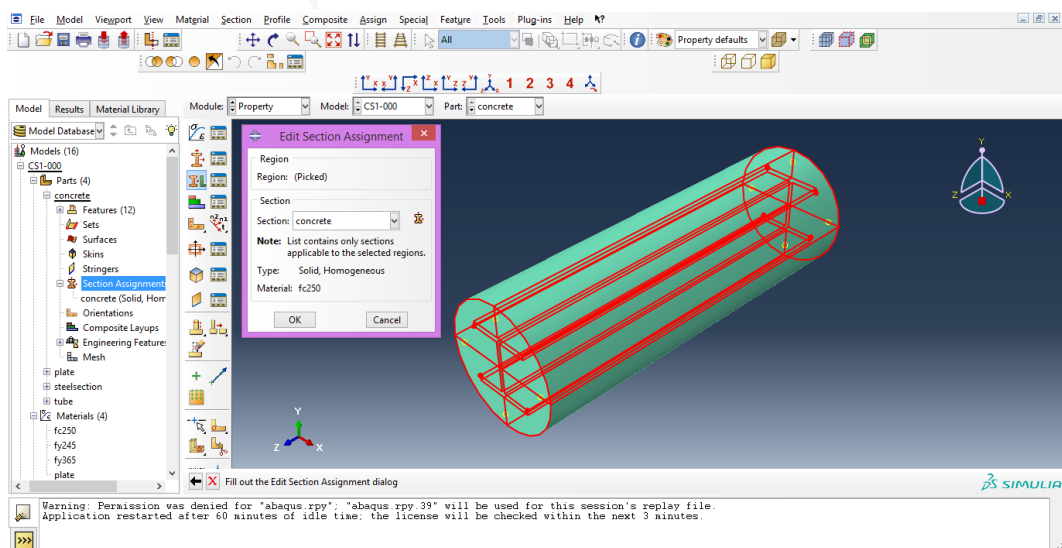 File Model Viewport View Material Section Profile Composite Assign Special Feature Tools Plug-ins Help
All Property defaults
1 2 3 4
Model Results Material Library Module: Property Model: CS1-000 Part: concrete
Model Database
Models (16)
CS1-000
Parts (4)
concrete
Features (12)
Sets
Surfaces
Skins
Stringers
Section Assignment
concrete (Solid, Hom
Orientations
Composite Layups
Engineering Feature
Mesh
plate
steelsection
tube
Materials (4)
fc250
fy245
fy365
plate
Edit Section Assignment
Region
Region: (Picked)
Section
Section: concrete
Note: List contains only sections
applicable to the selected regions.
Type: Solid, Homogeneous
Material: fc250
OK Cancel
Y
Z X
Y
Z X
Fill out the Edit Section Assignment dialog
SIMULIA
Warning: Permission was denied for "abaqus.rpy"; "abaqus.rpy.39" will be used for this session's replay file.
Application restarted after 60 minutes of idle time; the license will be checked within the next 3 minutes.
>>>